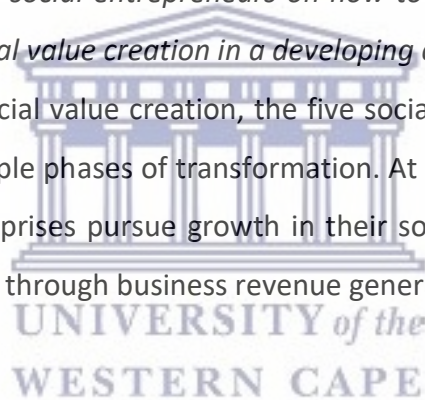 social entrepreneurs on how to
al value creation in a developing
cial value creation, the five social
ple phases of transformation. At
prises pursue growth in their so
through business revenue gener
UNIVERSITY of the
WESTERN CAPE